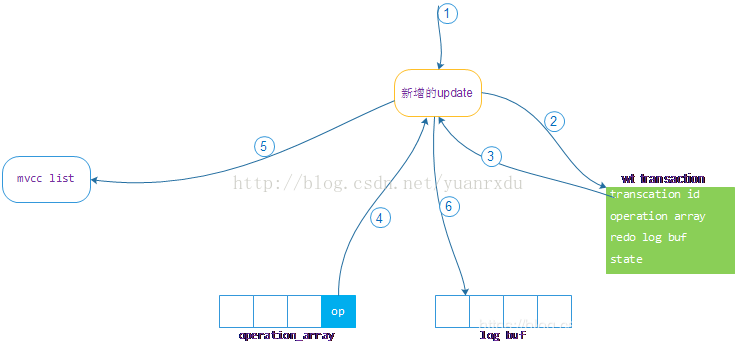 1
新增的update
2
5
3
mvcc list
http://blog.csdn.net/yuanrxdu
wt transaction
transcation id
operation array
redo log buf
state
4
6
op
operation_array
log buf